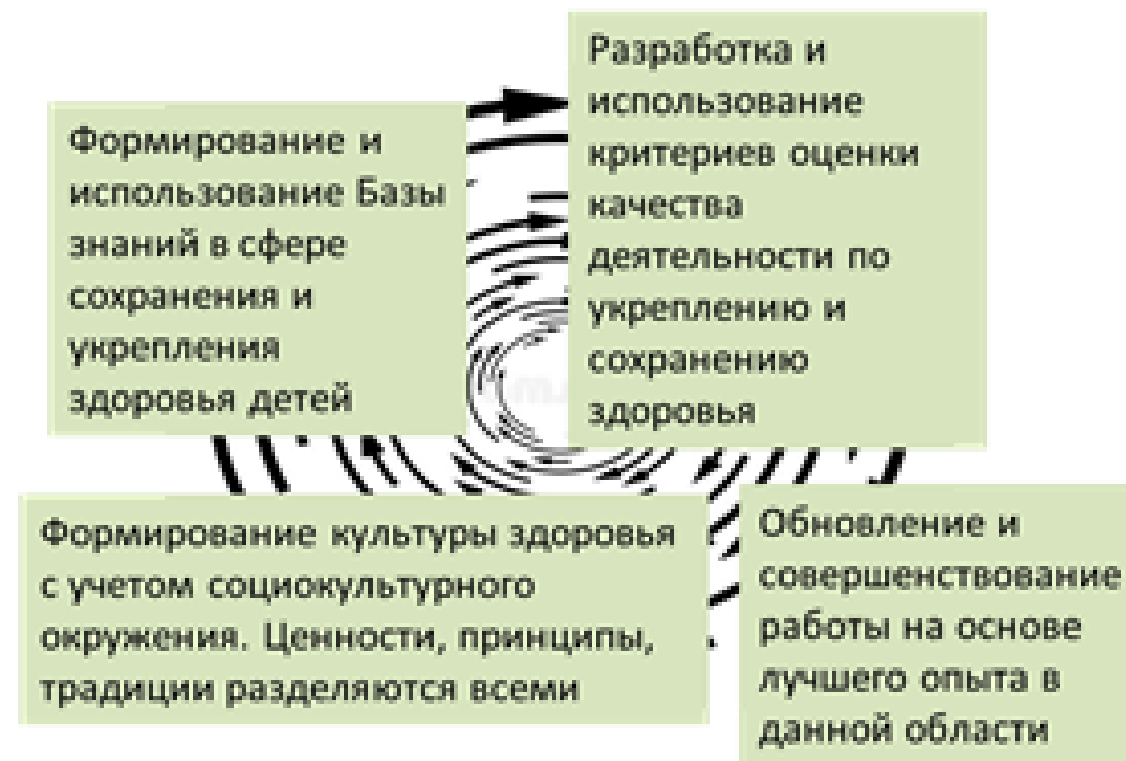 Формирование и
использование Базы
знаний в сфере
сохранения и
укрепления
здоровья детей
Разработка и
использование
критериев оценки
качества
деятельности по
укреплению и
сохранению
здоровья
Формирование культуры здоровья
с учетом социокультурного
окружения. Ценности, принципы,
традиции разделяются всеми
Обновление и
совершенствование
работы на основе
лучшего опыта в
данной области